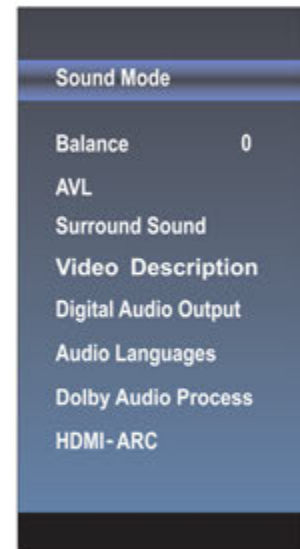 Sound Mode
Balance 0
AVL
Surround Sound
Video Description
Digital Audio Output
Audio Languages
Dolby Audio Process
HDMI-ARC